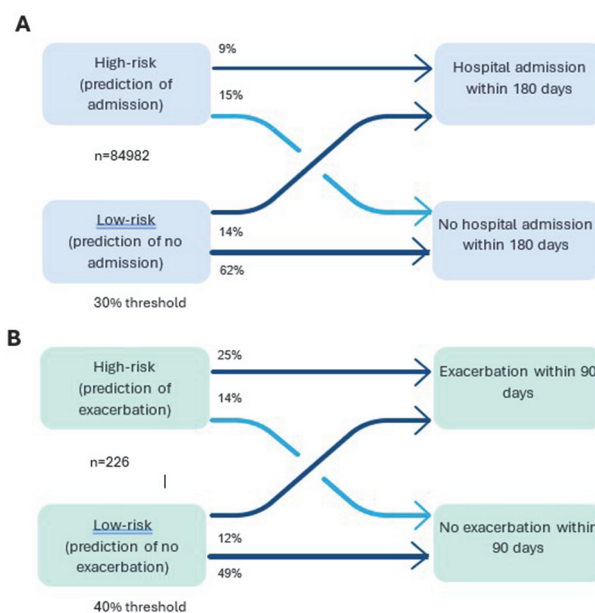 A
High-risk
(prediction of
admission)
9%
15%
Hospital admission
within 180 days
n=84982
Low-risk
(prediction of no
admission)
14%
62%
No hospital admission
within 180 days
30% threshold
B
High-risk
(prediction of
exacerbation)
25%
14%
Exacerbation within 90
days
n=226
Low-risk
(prediction of no
exacerbation)
12%
49%
No exacerbation within
90 days
40% threshold